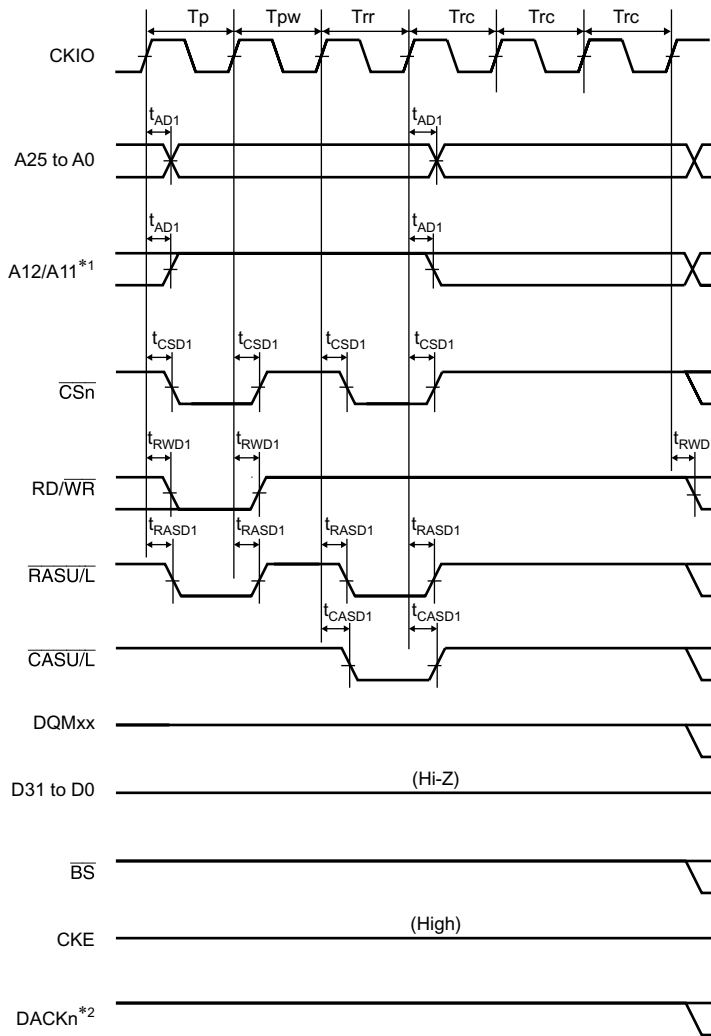 Tp Tpw Trr Trc Trc Trc
CKIO
tAD1 tAD1
A25 to A0
tAD1 tAD1
A12/A11*1
tCSD1 tCSD1 tCSD1 tCSD1
CSn
tRWD1 tRWD1 tRWD
RD/WR
tRASD1 tRASD1 tRASD1 tRASD1
RASU/L
tCASD1 tCASD1
CASU/L
DQMxx
(Hi-Z)
D31 to D0
BS
(High)
CKE
DACKn*2